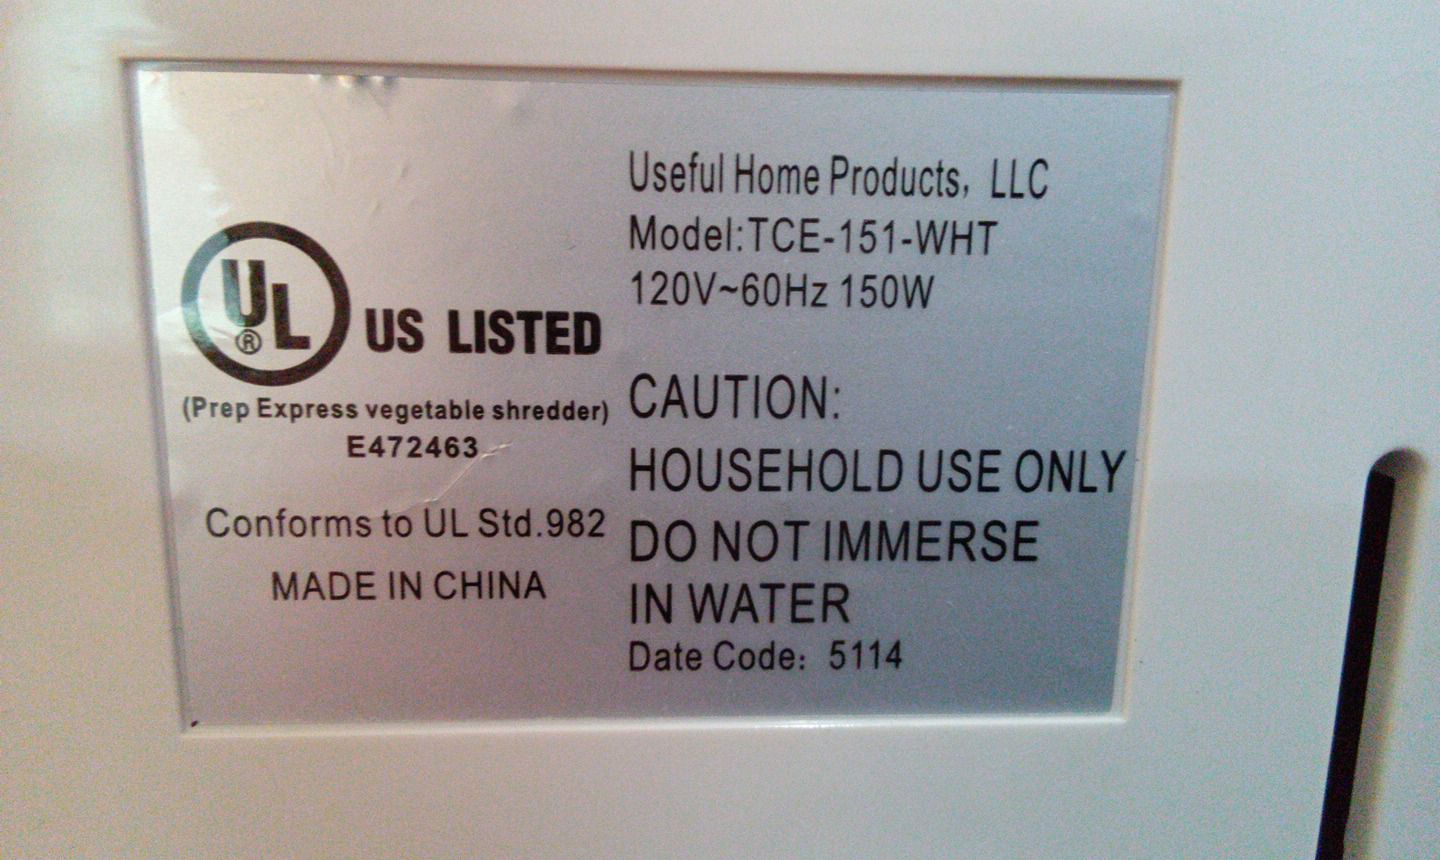 UL
®
US LISTED
(Prep Express vegetable shredder)
E472463
Conforms to UL Std.982
MADE IN CHINA
Useful Home Products, LLC
Model:TCE-151-WHT
120V~60Hz 150W
CAUTION:
HOUSEHOLD USE ONLY
DO NOT IMMERSE
IN WATER
Date Code: 5114